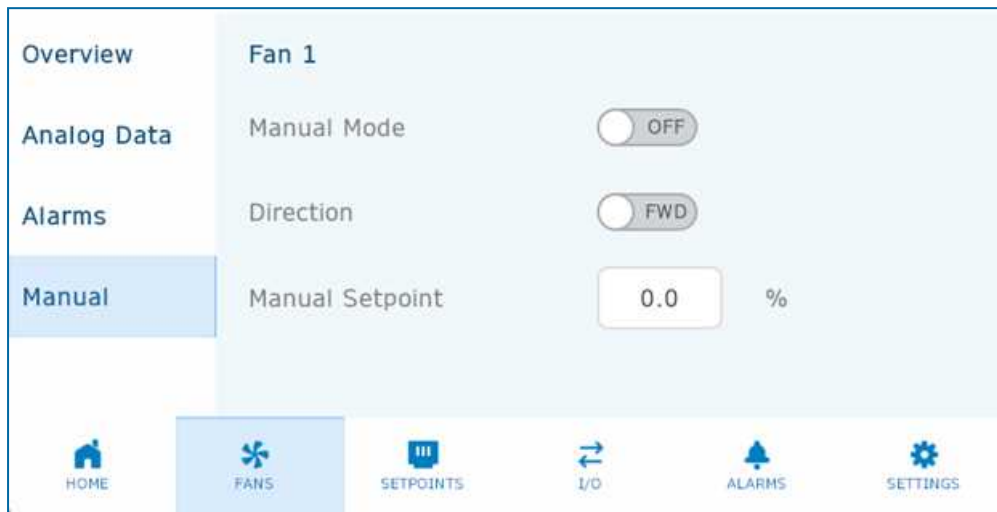 Overview
Analog Data
Alarms
Manual
Fan 1
Manual Mode OFF
Direction FWD
Manual Setpoint 0.0 %
HOME FANS SETPOINTS I/O ALARMS SETTINGS